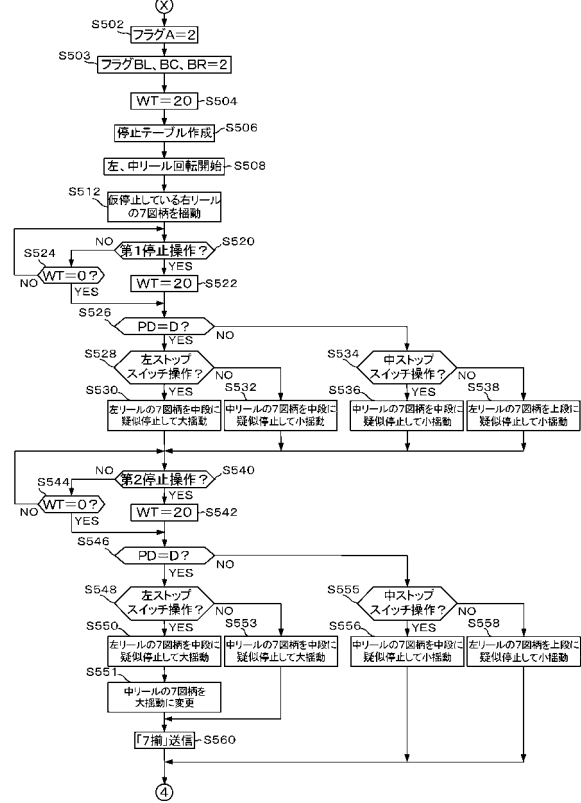 X
S502
フラグA=2
S503
フラグBL、BC、BR=2
WT=20
S504
停止テーブル作成
S506
左、中リール回転開始
S508
S512
仮停止している右リール
の7図柄を揺動
NO
第1停止操作?
S520
S524
WT=0?
NO
YES
YES
WT=20
S522
S526
PD=D?
YES
NO
S528
左ストップ
スイッチ操作?
NO
YES
S534
中ストップ
スイッチ操作?
NO
YES
S530
左リールの7図柄を中段に
疑似停止して大揺動
S532
中リールの7図柄を中段に
疑似停止して小揺動
S536
中リールの7図柄を中段に
疑似停止して小揺動
S538
左リールの7図柄を上段に
疑似停止して小揺動
NO
第2停止操作?
S540
S544
WT=0?
NO
YES
YES
WT=20
S542
S546
PD=D?
YES
NO
S548
左ストップ
スイッチ操作?
NO
YES
S555
中ストップ
スイッチ操作?
NO
YES
S550
左リールの7図柄を中段に
疑似停止して大揺動
S553
中リールの7図柄を中段に
疑似停止して大揺動
S556
中リールの7図柄を中段に
疑似停止して小揺動
S558
左リールの7図柄を上段に
疑似停止して小揺動
S551
中リールの7図柄を
大揺動に変更
「7揃」送信
S560
4